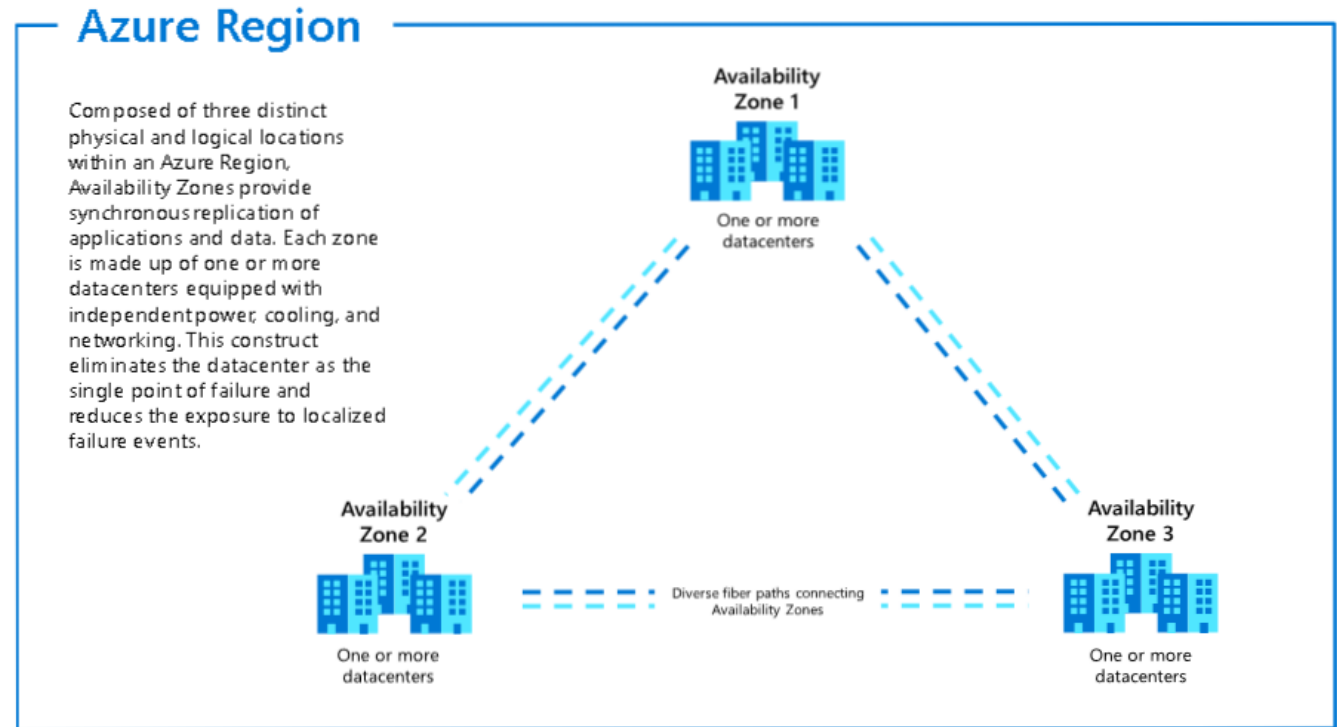 Azure Region
Composed of three distinct
physical and logical locations
within an Azure Region,
Availability Zones provide
synchronous replication of
applications and data. Each zone
is made up of one or more
datacenters equipped with
independent power, cooling, and
networking. This construct
eliminates the datacenter as the
single point of failure and
reduces the exposure to localized
failure events.
Availability
Zone 1
One or more
datacenters
Availability
Zone 2
One or more
datacenters
Diverse fiber paths connecting
Availability Zones
Availability
Zone 3
One or more
datacenters